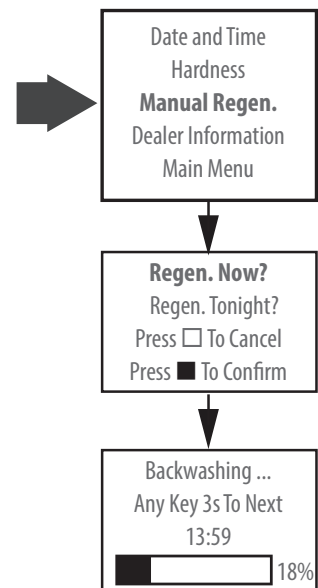 Date and Time
Hardness
Manual Regen.
Dealer Information
Main Menu
Regen. Now?
Regen. Tonight?
Press □ To Cancel
Press ■ To Confirm
Backwashing ...
Any Key 3s To Next
13:59
18%